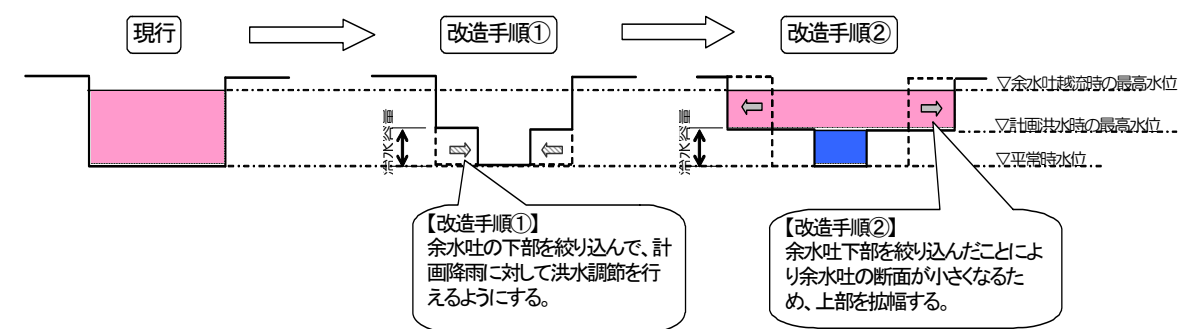 現行
改造手順①
改造手順②
▽余水吐越流時の最高水位
▽計画洪水時の最高水位
▽平常時水位
流水容量
流水容量
【改造手順①】
余水吐の下部を絞り込んで、計
画降雨に対して洪水調節を行
えるようにする。
【改造手順②】
余水吐下部を絞り込んだことによ
り余水吐の断面が小さくなるた
め、上部を拡幅する。